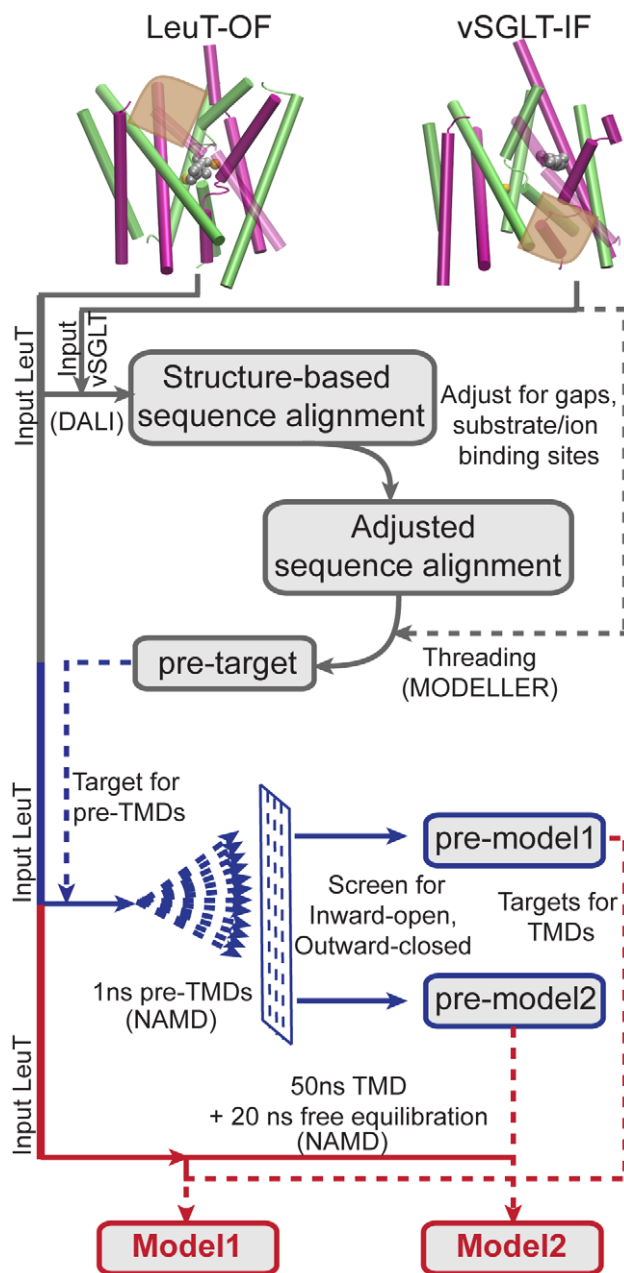 LeuT-OF
vSGLT-IF
Input LeuT
Input
vSGLT
(DALI)
Structure-based
sequence alignment
Adjust for gaps,
substrate/ion
binding sites
Adjusted
sequence alignment
pre-target
Threading
(MODELLER)
Input LeuT
Target for
pre-TMDs
1ns pre-TMDs
(NAMD)
Screen for
Inward-open,
Outward-closed
pre-model1
Targets for
TMDs
pre-model2
Input LeuT
50ns TMD
+ 20 ns free equilibration
(NAMD)
Model1
Model2